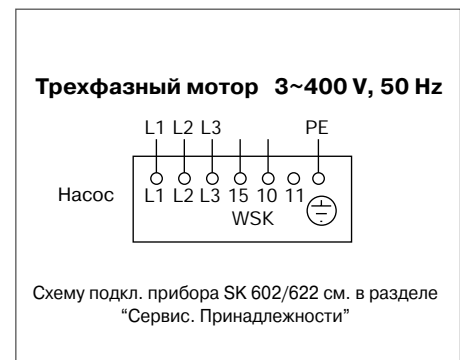 Трехфазный мотор 3~400 V, 50 Hz
L1 L2 L3 PE
Насос L1 L2 L3 15 10 11
WSK
Схему подкл. прибора SK 602/622 см. в разделе
“Сервис. Принадлежности”